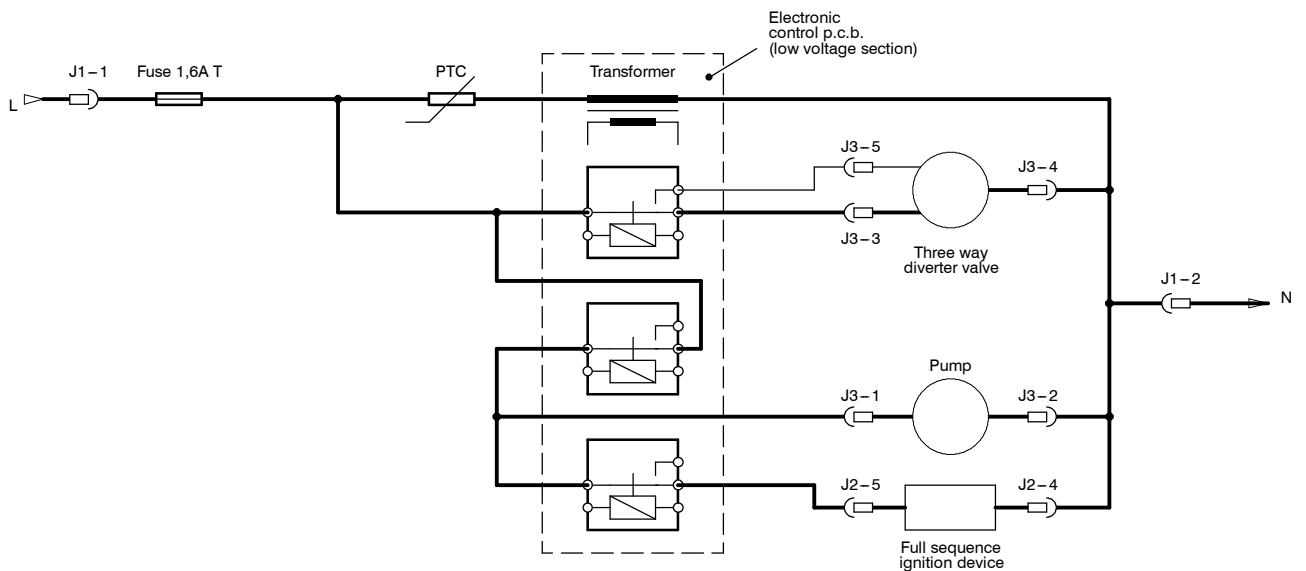 Electronic
control p.c.b.
(low voltage section)
J1-1
Fuse 1,6A T
PTC
Transformer
L
J3-5
J3-4
J3-3
Three way
diverter valve
J1-2
N
Pump
J3-1
J3-2
J2-5
J2-4
Full sequence
ignition device